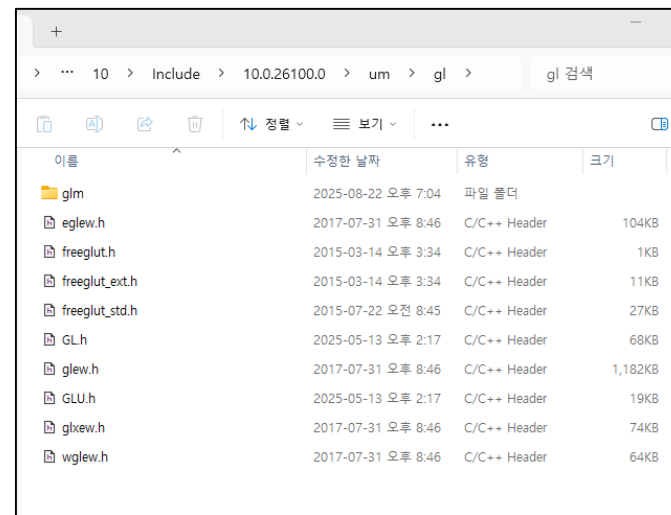 10 > Include > 10.0.26100.0 > um > gl > gl 검색
정렬 보기 ...
이름 수정한 날짜 유형 크기
glm 2025-08-22 오후 7:04 파일 폴더
eglew.h 2017-07-31 오후 8:46 C/C++ Header 104KB
freeglut.h 2015-03-14 오후 3:34 C/C++ Header 1KB
freeglut_ext.h 2015-03-14 오후 3:34 C/C++ Header 11KB
freeglut_std.h 2015-07-22 오전 8:45 C/C++ Header 27KB
GL.h 2025-05-13 오후 2:17 C/C++ Header 68KB
glew.h 2017-07-31 오후 8:46 C/C++ Header 1,182KB
GLU.h 2025-05-13 오후 2:17 C/C++ Header 19KB
glxew.h 2017-07-31 오후 8:46 C/C++ Header 74KB
wglew.h 2017-07-31 오후 8:46 C/C++ Header 64KB